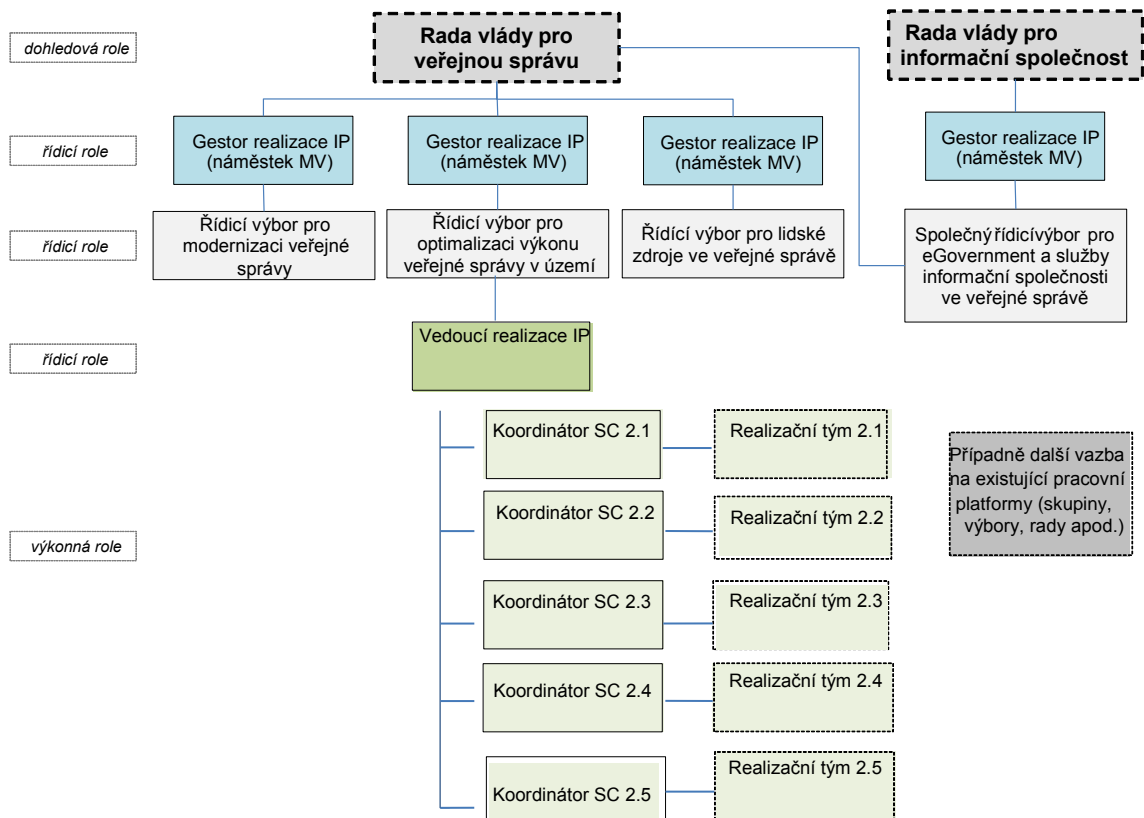 dohledová role
Rada vlády pro
veřejnou správu
Rada vlády pro
informační společnost
řídicí role
Gestor realizace IP
(náměstek MV)
Gestor realizace IP
(náměstek MV)
Gestor realizace IP
(náměstek MV)
Gestor realizace IP
(náměstek MV)
řídicí role
Řídicí výbor pro
modernizaci veřejné
správy
Řídicí výbor pro
optimalizaci výkonu
veřejné správy v území
Řídící výbor pro lidské
zdroje ve veřejné správě
Společný řídicívýbor pro
eGovernment a služby
informační společnosti
ve veřejné správě
řídicí role
Vedoucí realizace IP
Koordinátor SC 2.1
Realizační tým 2.1
Případně další vazba
na existující pracovní
platformy (skupiny,
výbory, rady apod.)
výkonná role
Koordinátor SC 2.2
Realizační tým 2.2
Koordinátor SC 2.3
Realizační tým 2.3
Koordinátor SC 2.4
Realizační tým 2.4
Koordinátor SC 2.5
Realizační tým 2.5